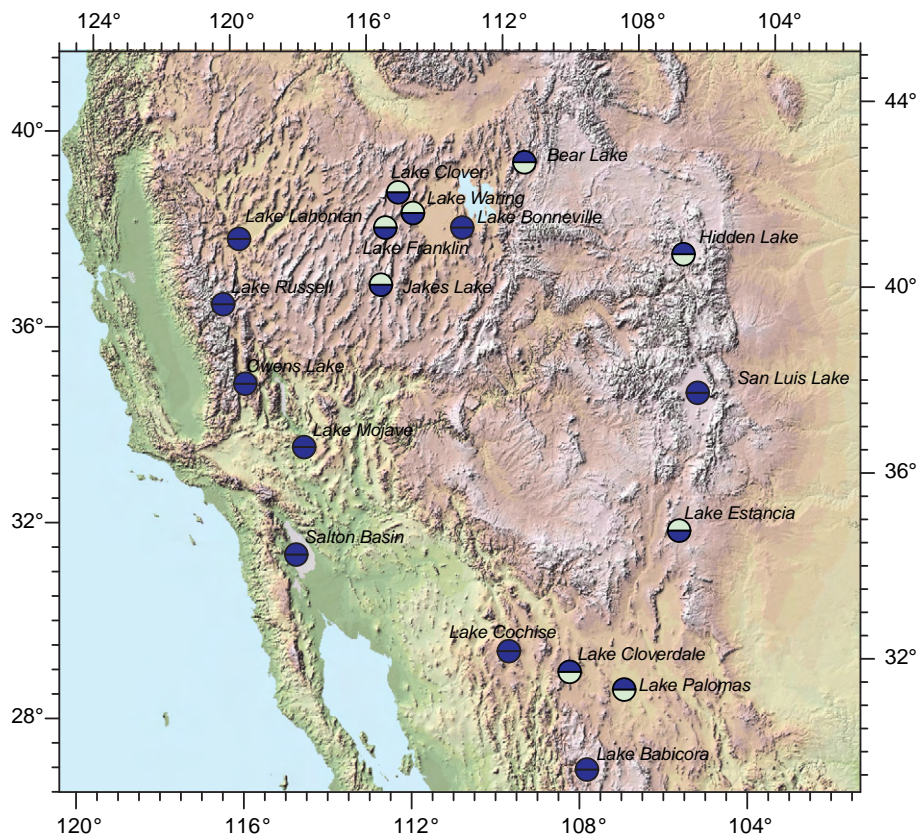 124° 120° 116° 112° 108° 104°
40°
44°
Bear Lake
Lake Clover
Lake Waring
Lake Lahontan
Lake Bonneville
Hidden Lake
Lake Franklin
Jakes Lake
Lake Russell
40°
36°
Owens Lake
San Luis Lake
Lake Mojave
36°
Lake Estancia
32°
Salton Basin
Lake Cochise
Lake Cloverdale
32°
Lake Palomas
28°
Lake Babicora
120° 116° 112° 108° 104°